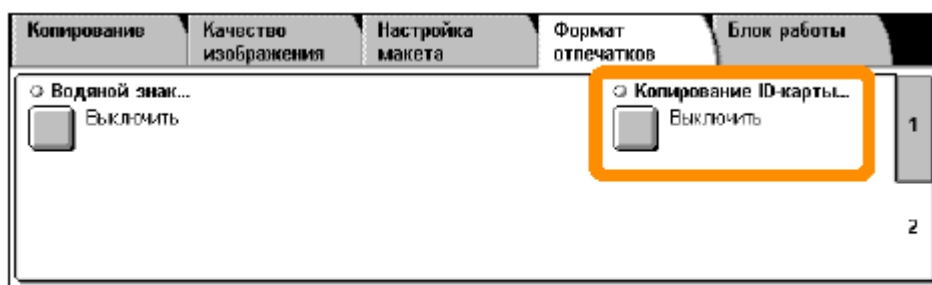 Копирование
Качество
изображения
Настройка
макета
Формат
отпечатков
Блок работы
Водяной знак...
Выключить
Копирование ID-карты...
Выключить
1
2